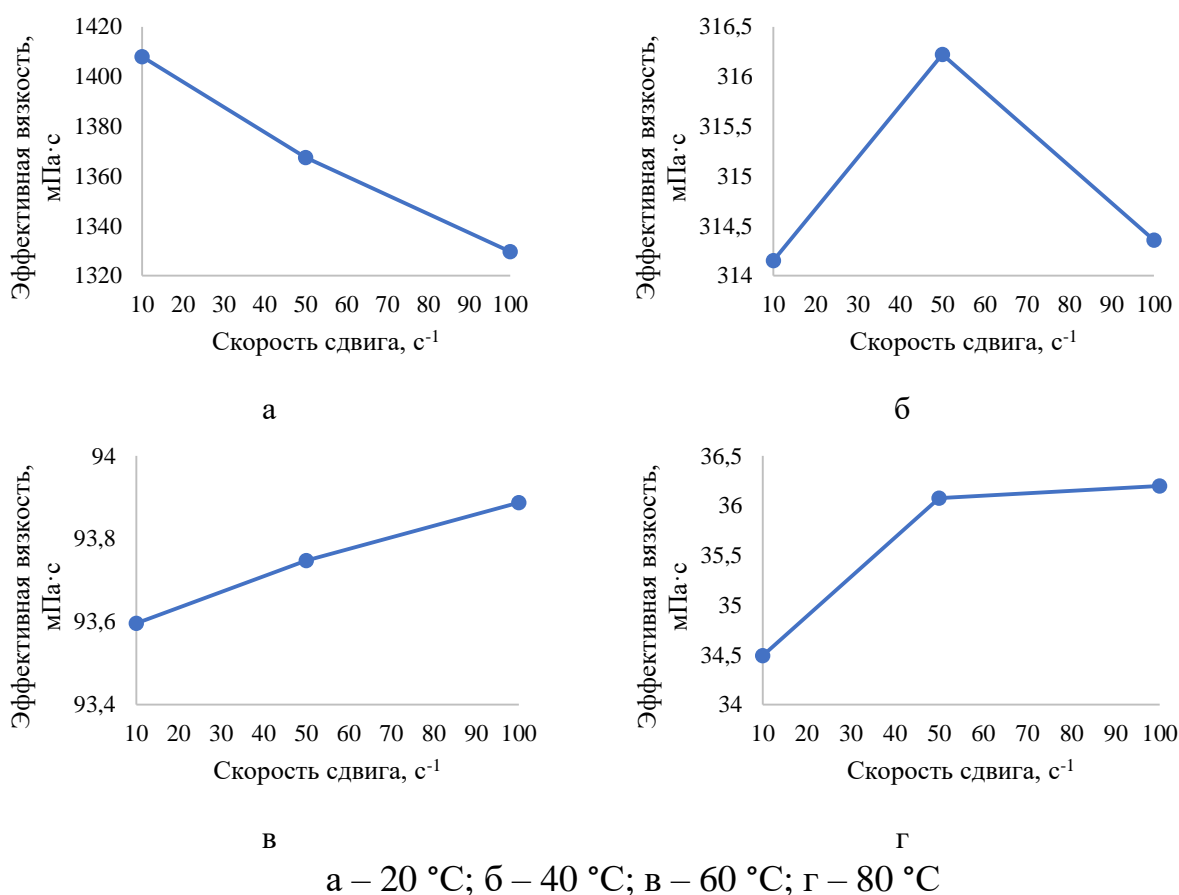 Эффективная вязкость,
мПа·с
1420
1400
1380
1360
1340
1320
10 20 30 40 50 60 70 80 90 100
Скорость сдвига, с⁻¹
а
Эффективная вязкость,
мПа·с
316,5
316
315,5
315
314,5
314
10 20 30 40 50 60 70 80 90 100
Скорость сдвига, с⁻¹
б
Эффективная вязкость,
мПа·с
94
93,8
93,6
93,4
10 20 30 40 50 60 70 80 90 100
Скорость сдвига, с⁻¹
в
Эффективная вязкость,
мПа·с
36,5
36
35,5
35
34,5
34
10 20 30 40 50 60 70 80 90 100
Скорость сдвига, с⁻¹
г
а – 20 °С; б – 40 °С; в – 60 °С; г – 80 °С